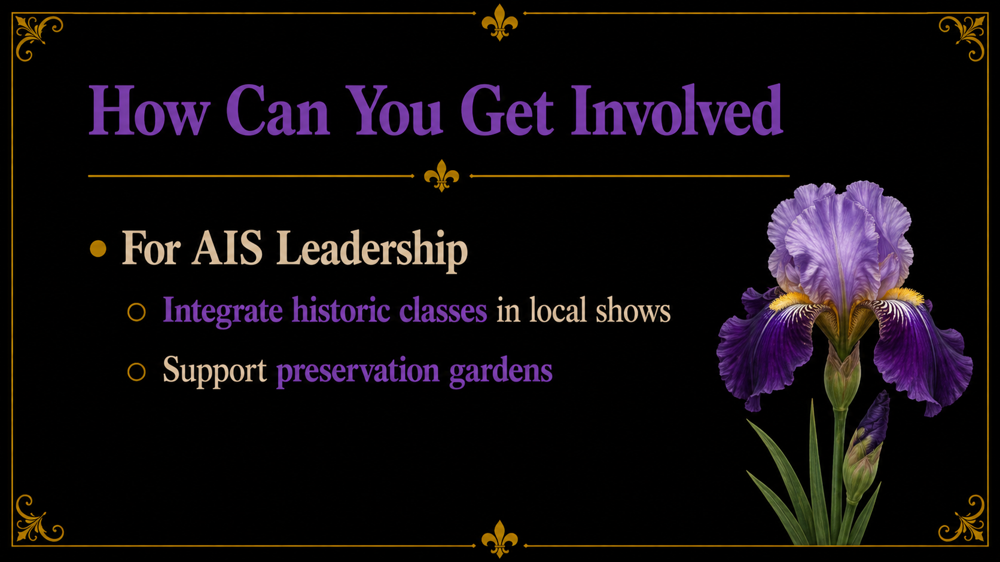 How Can You Get Involved
For AIS Leadership
Integrate historic classes in local shows
Support preservation gardens